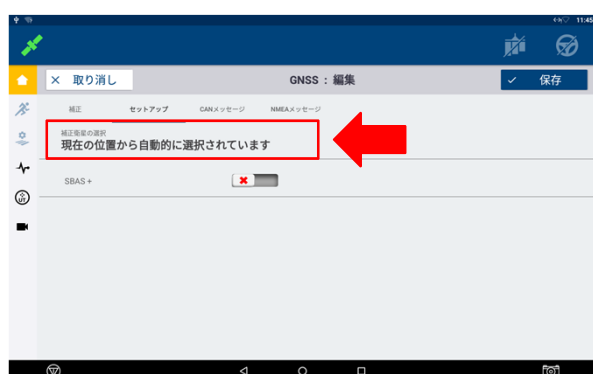 11:45
× 取り消し
GNSS : 編集
保存
補正
セットアップ
CANメッセージ
NMEAメッセージ
補正衛星の選択
現在の位置から自動的に選択されています
SBAS +
UT